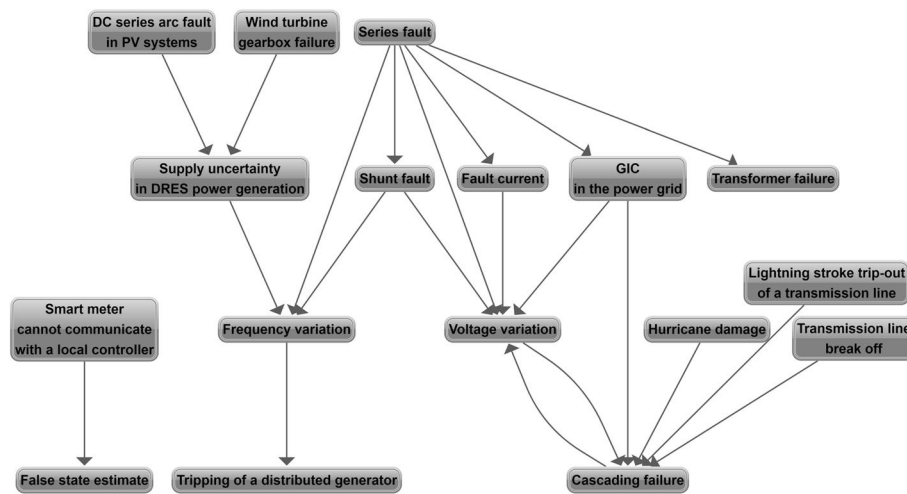 DC series arc fault
in PV systems
Wind turbine
gearbox failure
Series fault
Supply uncertainty
in DRES power generation
Shunt fault
Fault current
GIC
in the power grid
Transformer failure
Lightning stroke trip-out
of a transmission line
Smart meter
cannot communicate
with a local controller
Frequency variation
Voltage variation
Hurricane damage
Transmission line
break off
False state estimate
Tripping of a distributed generator
Cascading failure